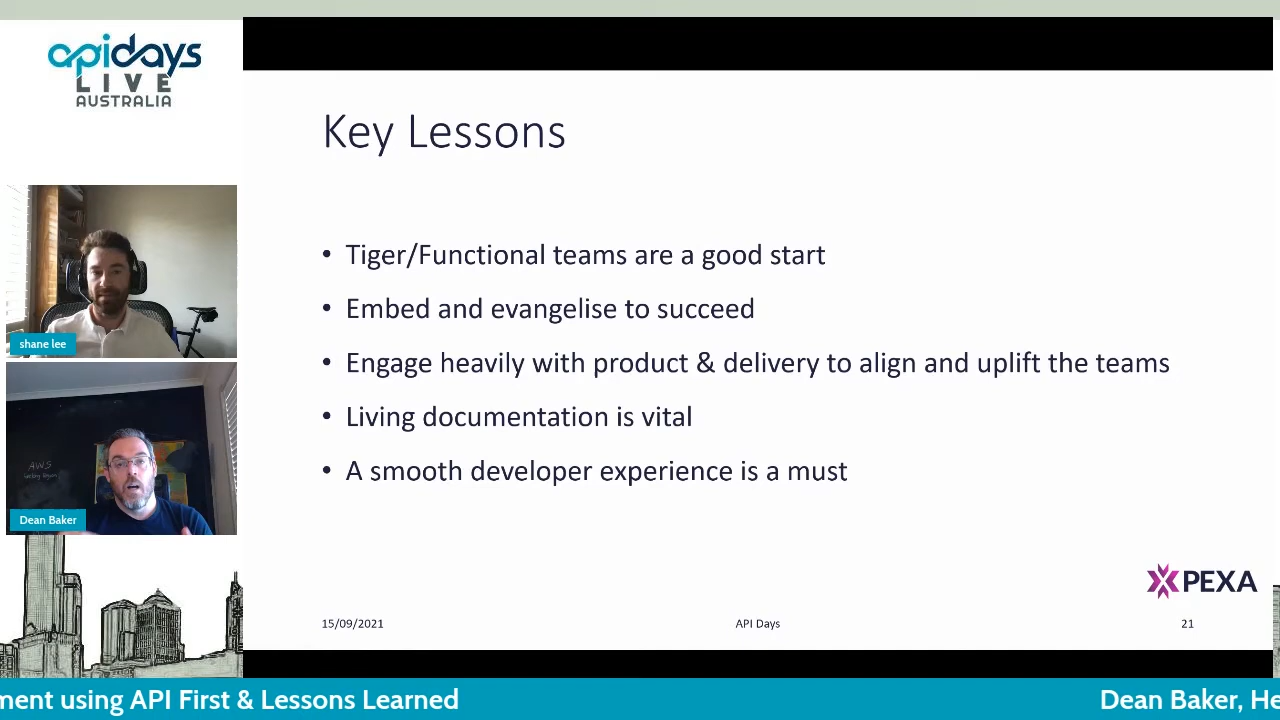 apidays
LIVE
AUSTRALIA
Key Lessons
• Tiger/Functional teams are a good start
• Embed and evangelise to succeed
• Engage heavily with product & delivery to align and uplift the teams
• Living documentation is vital
• A smooth developer experience is a must
shane lee
AWS
Dean Baker
PEXA
15/09/2021
API Days
21
ment using API First & Lessons Learned
Dean Baker, He